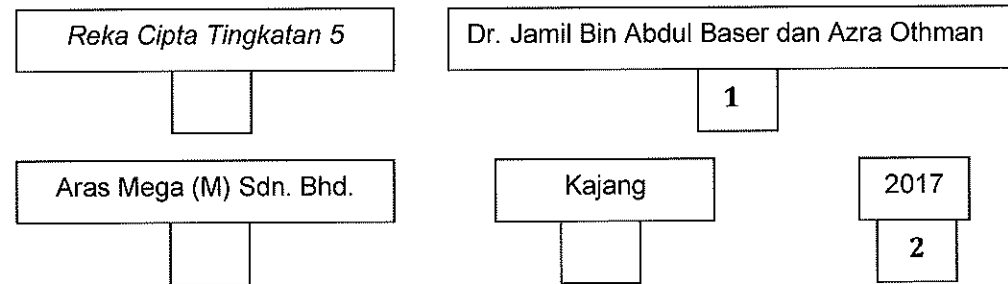 Reka Cipta Tingkatan 5
Dr. Jamil Bin Abdul Baser dan Azra Othman
1
Aras Mega (M) Sdn. Bhd.
Kajang
2017
2